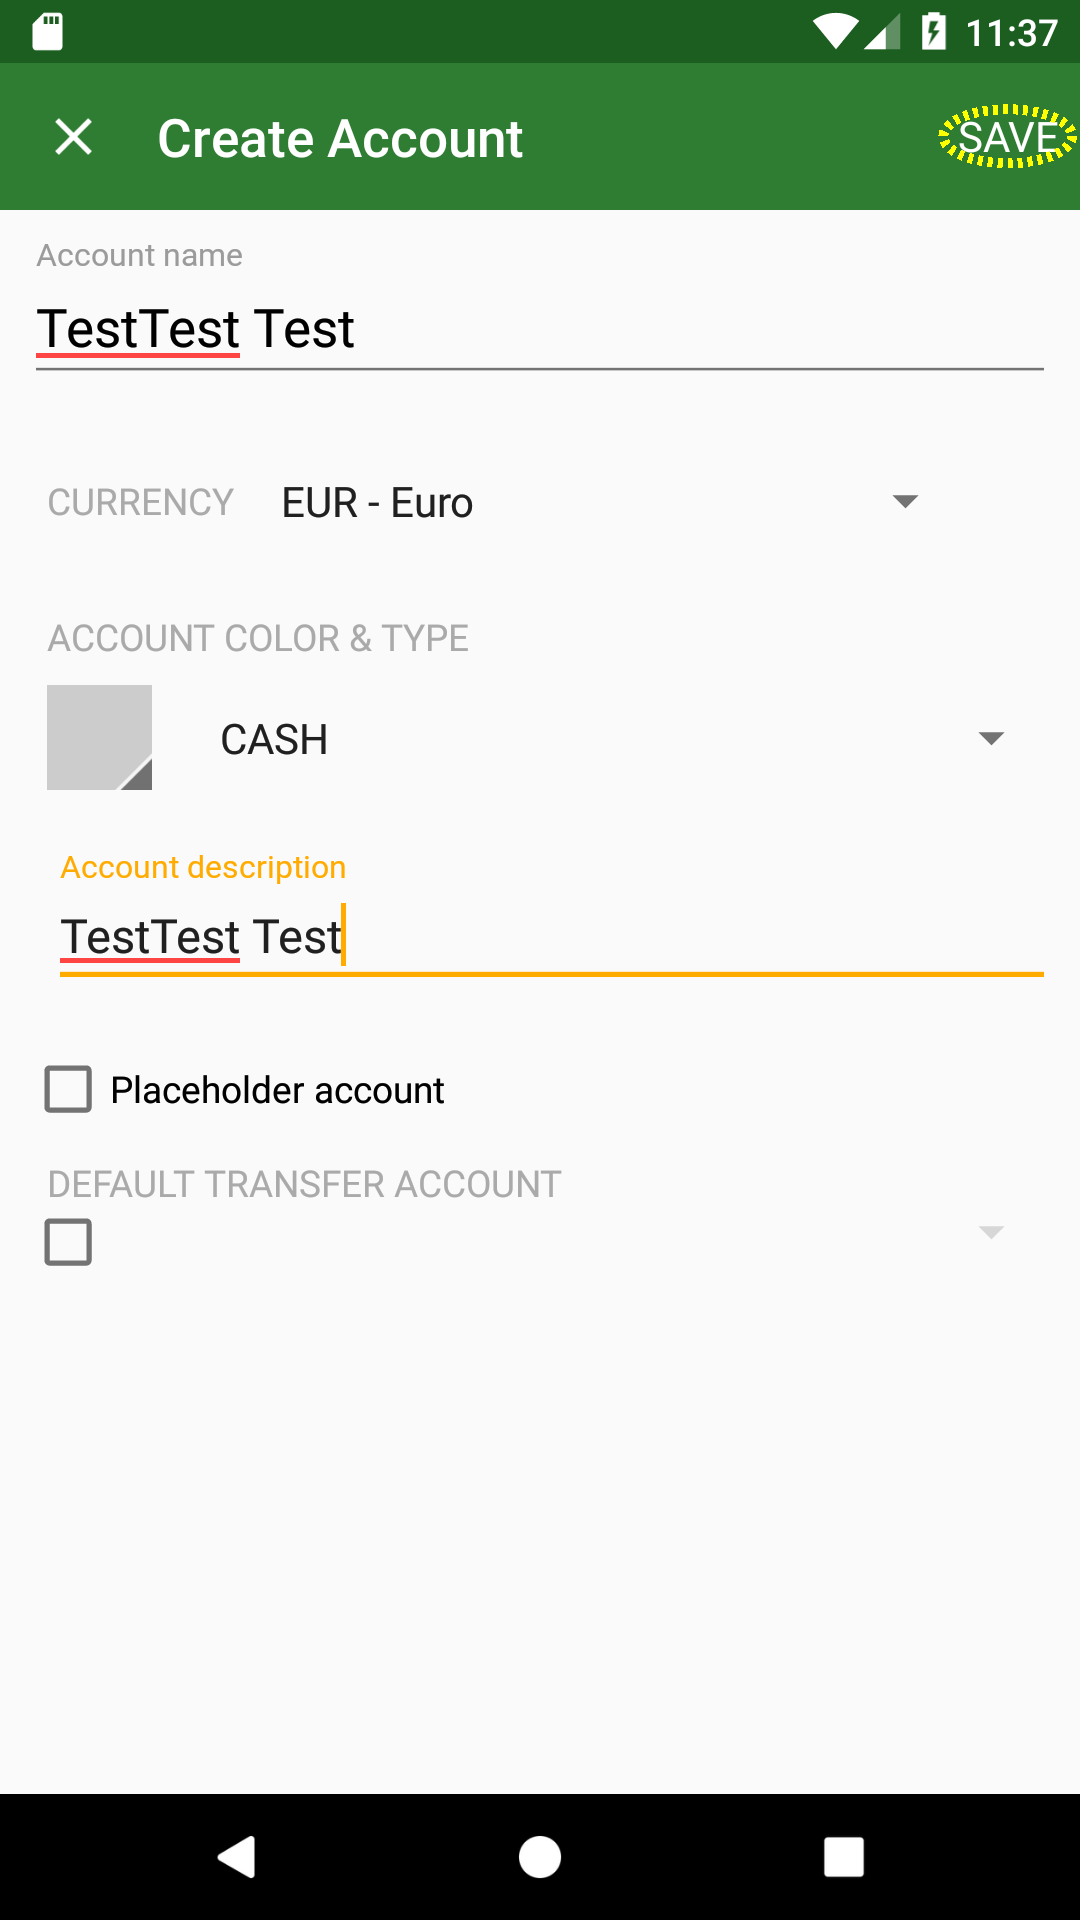 11:37
Create Account
SAVE
Account name
TestTest Test
CURRENCY EUR - Euro
ACCOUNT COLOR & TYPE
CASH
Account description
TestTest Test
Placeholder account
DEFAULT TRANSFER ACCOUNT